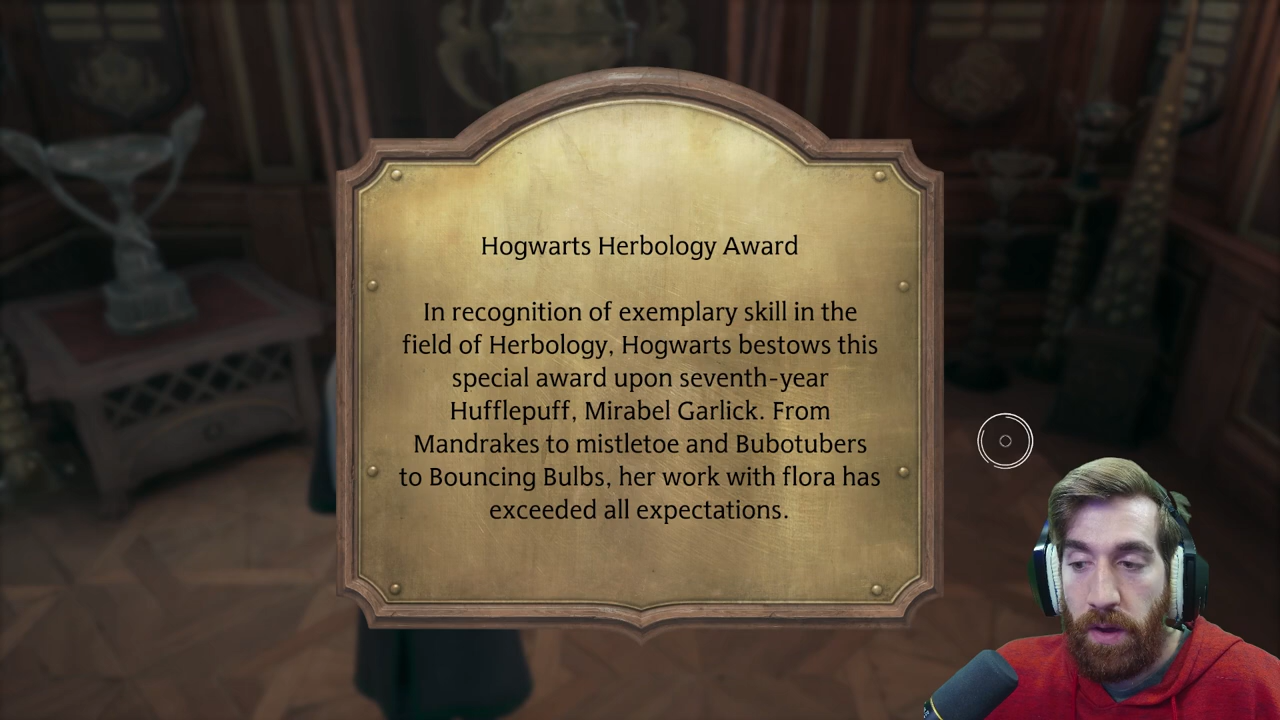 Hogwarts Herbology Award
In recognition of exemplary skill in the
field of Herbology, Hogwarts bestows this
special award upon seventh-year
Hufflepuff, Mirabel Garlick. From
Mandrakes to mistletoe and Bubotubers
to Bouncing Bulbs, her work with flora has
exceeded all expectations.